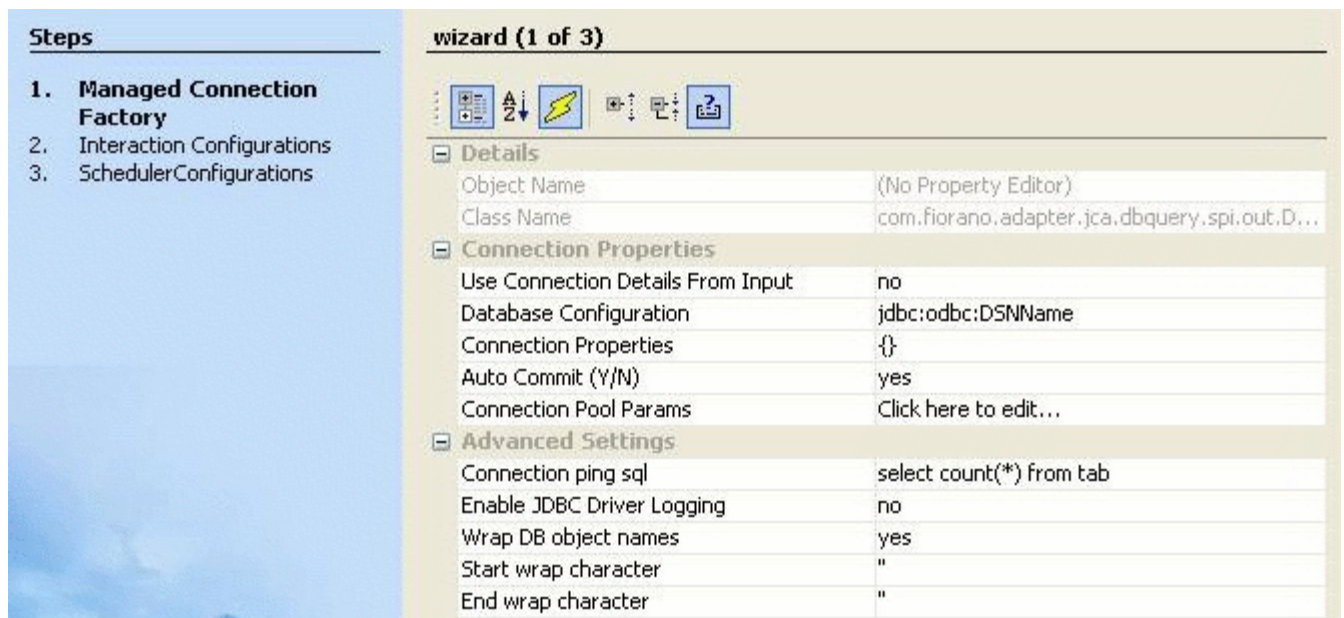 Steps
1. Managed Connection
Factory
2. Interaction Configurations
3. SchedulerConfigurations
wizard (1 of 3)
Details
Object Name (No Property Editor)
Class Name com.fiorano.adapter.jca.dbquery.spi.out.D...
Connection Properties
Use Connection Details From Input no
Database Configuration jdbc:odbc:DSNName
Connection Properties {}
Auto Commit (Y/N) yes
Connection Pool Params Click here to edit...
Advanced Settings
Connection ping sql select count(*) from tab
Enable JDBC Driver Logging no
Wrap DB object names yes
Start wrap character "
End wrap character "